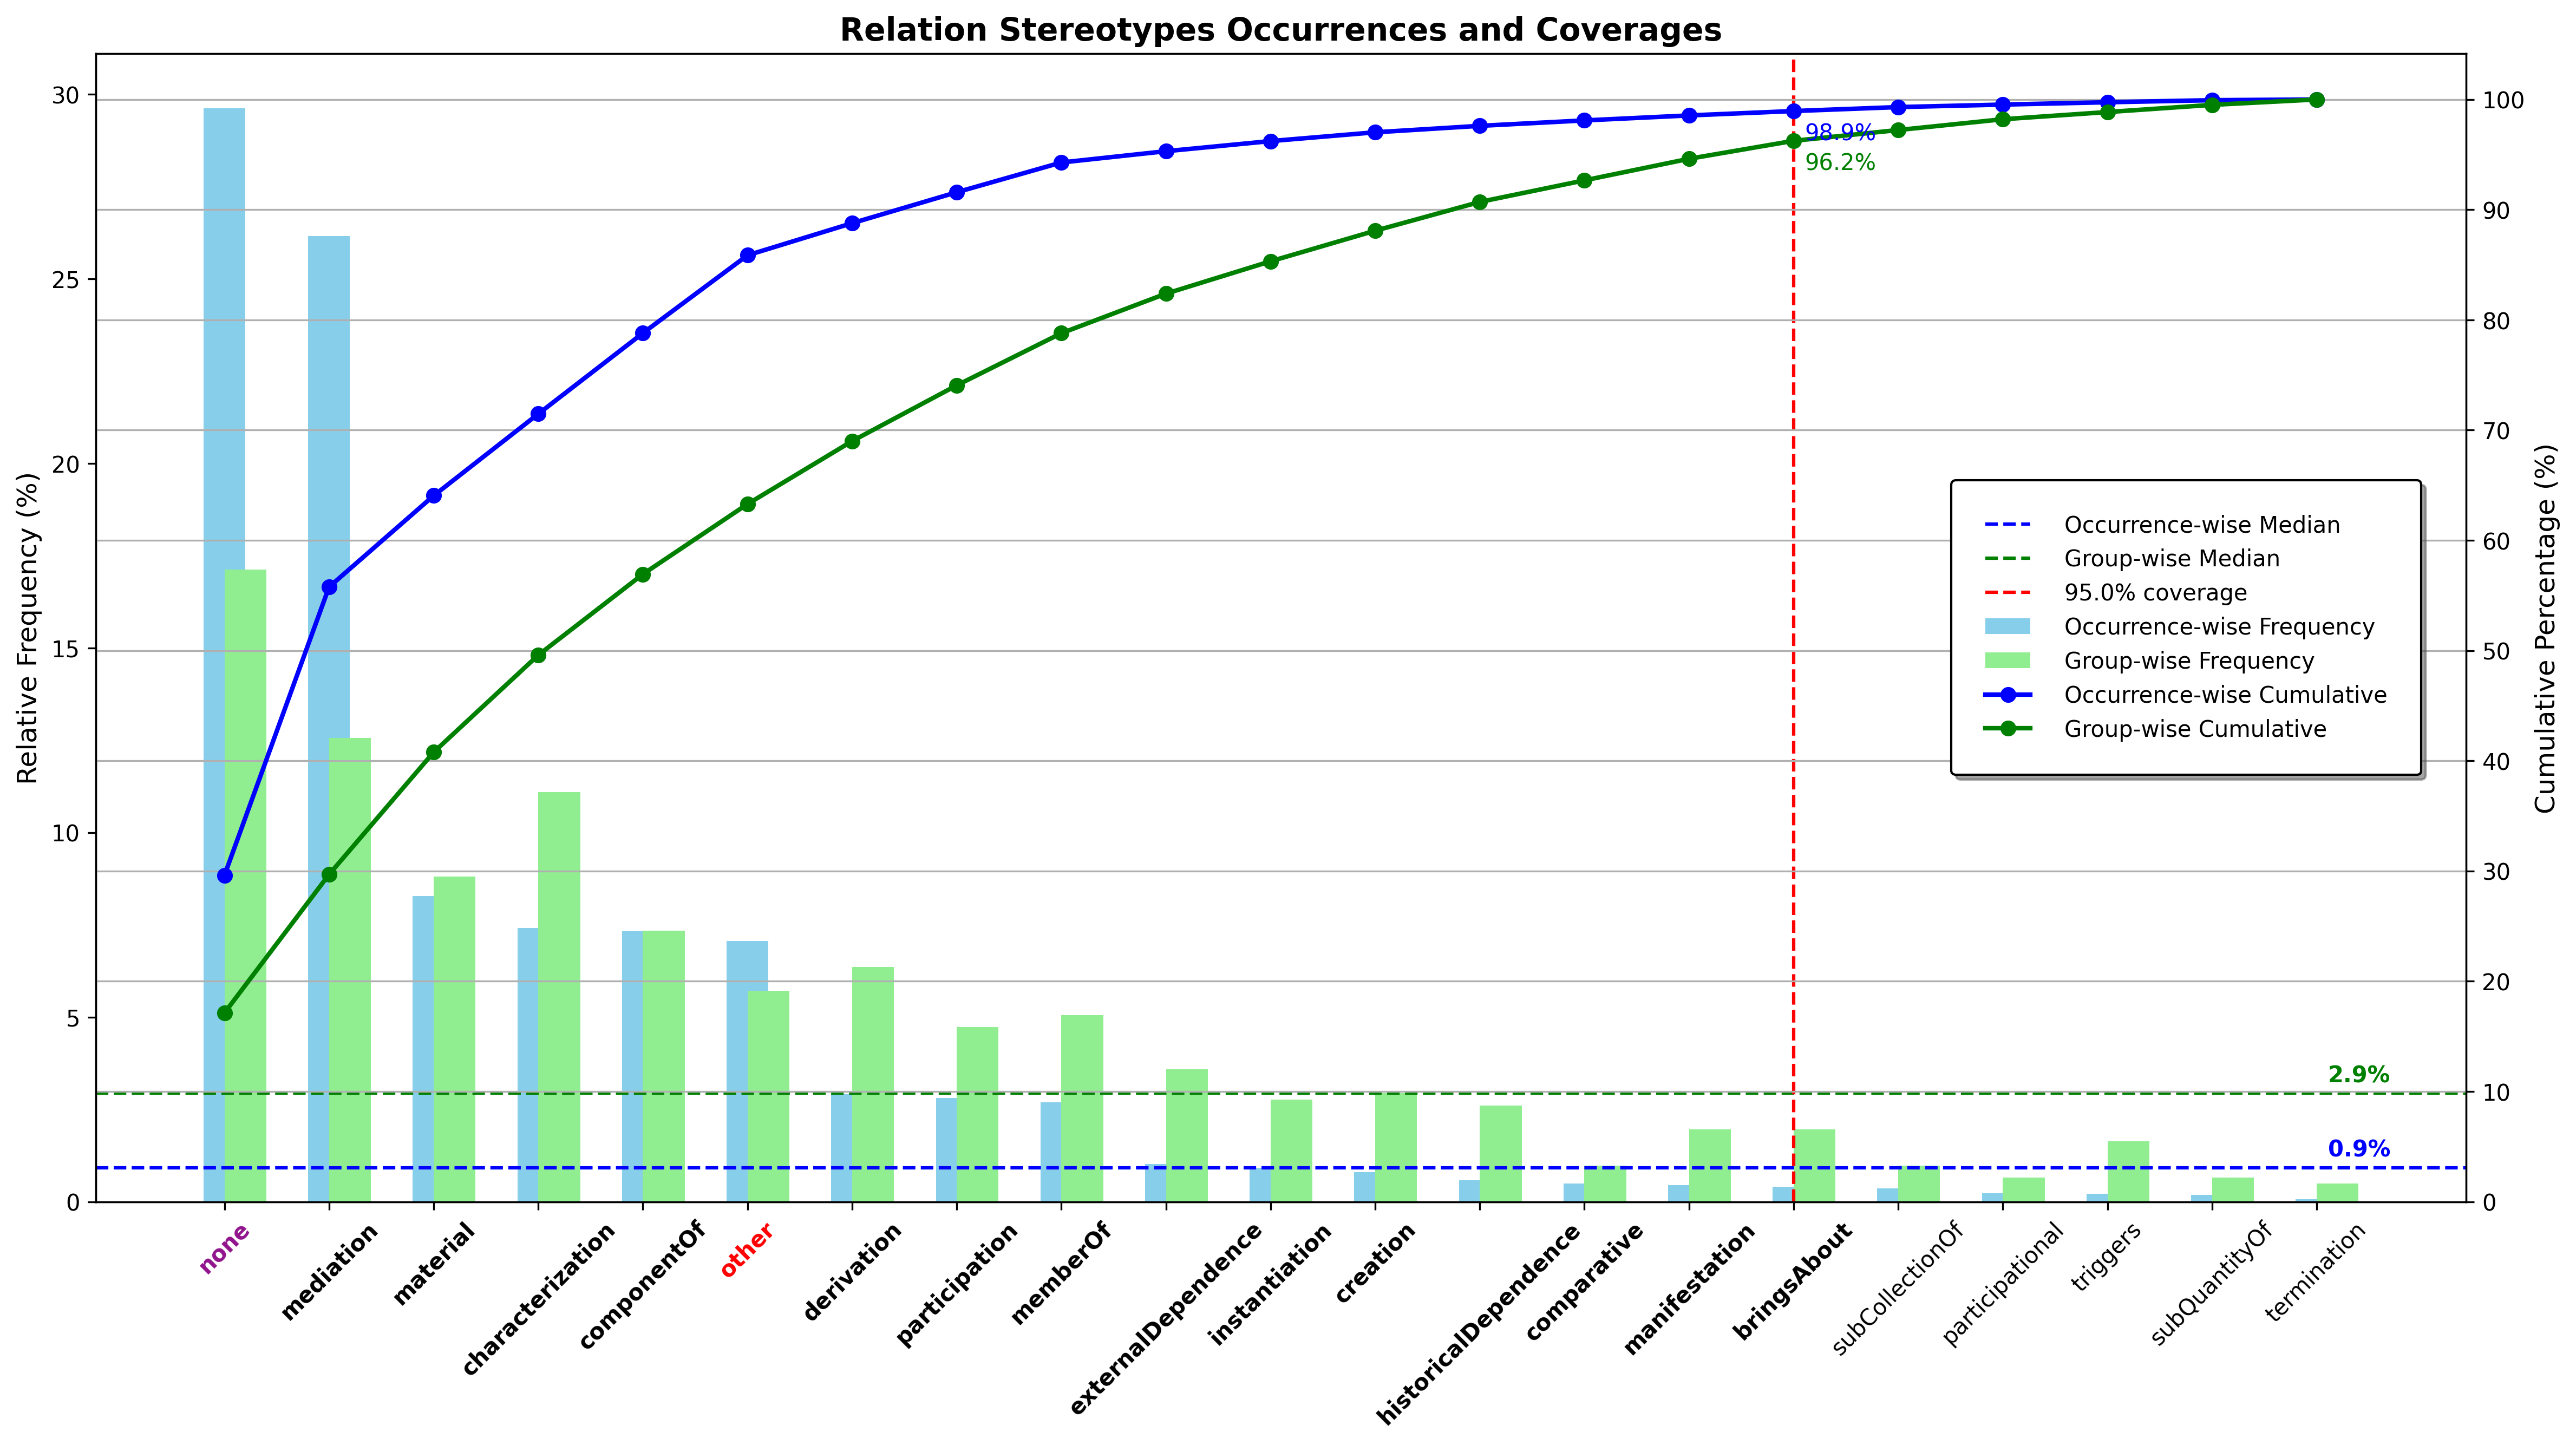 Relation Stereotypes Occurrences and Coverages
Relative Frequency (%)
30
25
20
15
10
5
0
100
90
80
70
60
50
40
30
20
10
0
Cumulative Percentage (%)
98.9%
96.2%
Occurrence-wise Median
Group-wise Median
95.0% coverage
Occurrence-wise Frequency
Group-wise Frequency
Occurrence-wise Cumulative
Group-wise Cumulative
2.9%
0.9%
none
mediation
material
characterization
componentOf
other
derivation
participation
memberOf
externalDependence
instantiation
creation
historicalDependence
comparative
manifestation
bringsAbout
subCollectionOf
participational
triggers
subQuantityOf
termination